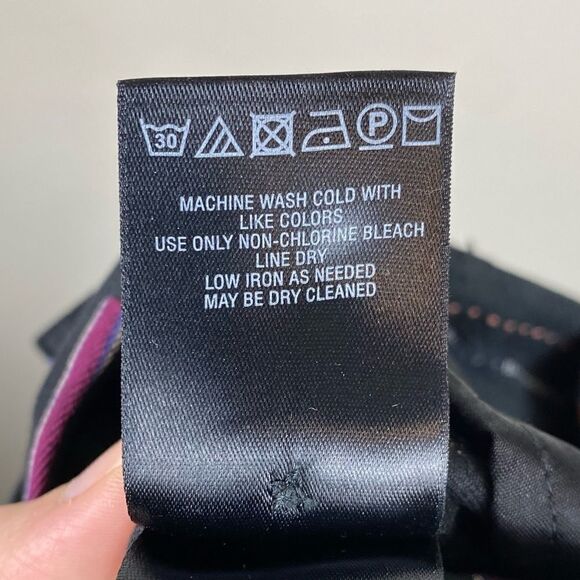 30 P
MACHINE WASH COLD WITH
LIKE COLORS
USE ONLY NON-CHLORINE BLEACH
LINE DRY
LOW IRON AS NEEDED
MAY BE DRY CLEANED